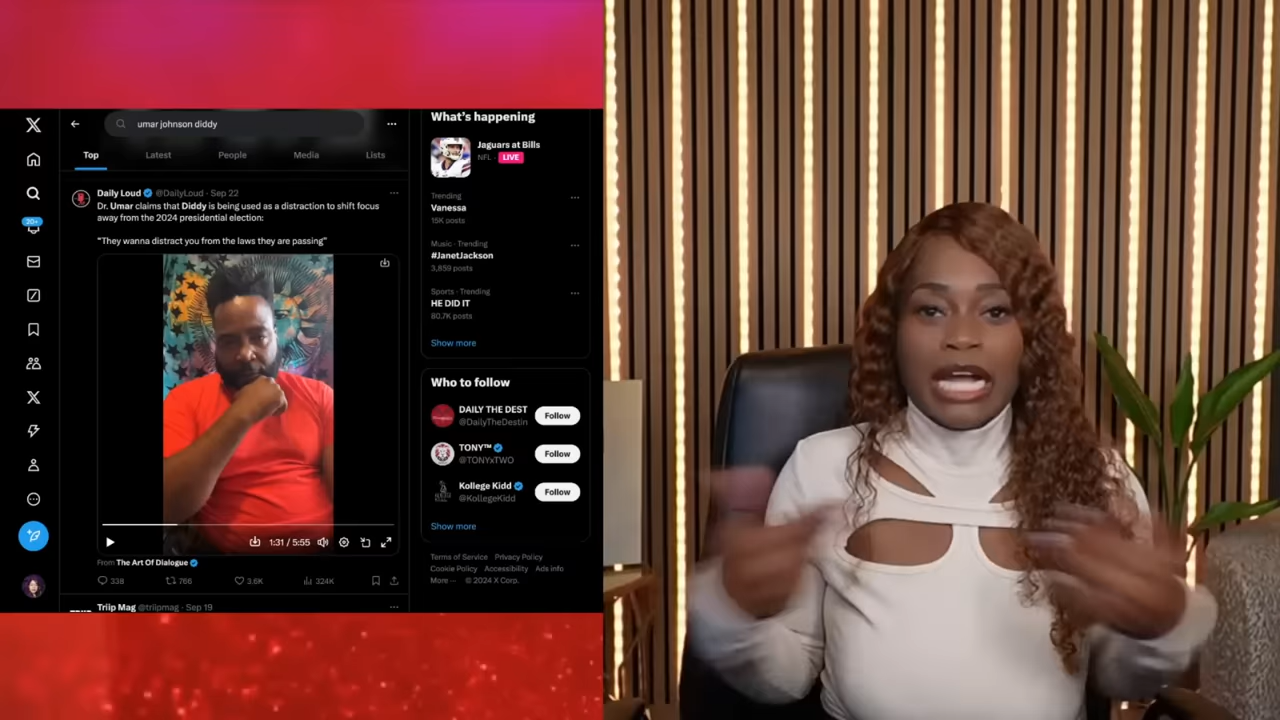 umar johnson diddy
Top
Latest
People
Media
Lists
Daily Loud @DailyLoud · Sep 22
Dr. Umar claims that Diddy is being used as a distraction to shift focus
away from the 2024 presidential election:
"They wanna distract you from the laws they are passing"
1:31 / 5:55
From The Art Of Dialogue
338
766
3.6K
324K
Triip Mag @triipmag · Sep 19
20+
What's happening
Jaguars at Bills
NFL · LIVE
Trending
Vanessa
15K posts
Music · Trending
#JanetJackson
3,859 posts
Sports · Trending
HE DID IT
80.7K posts
Show more
Who to follow
DAILY THE DEST
@DailyTheDestin
Follow
TONY™
@TONYxTWO
Follow
Kollege Kidd
@KollegeKidd
Follow
Show more
Terms of Service Privacy Policy
Cookie Policy Accessibility Ads info
More ··· © 2024 X Corp.